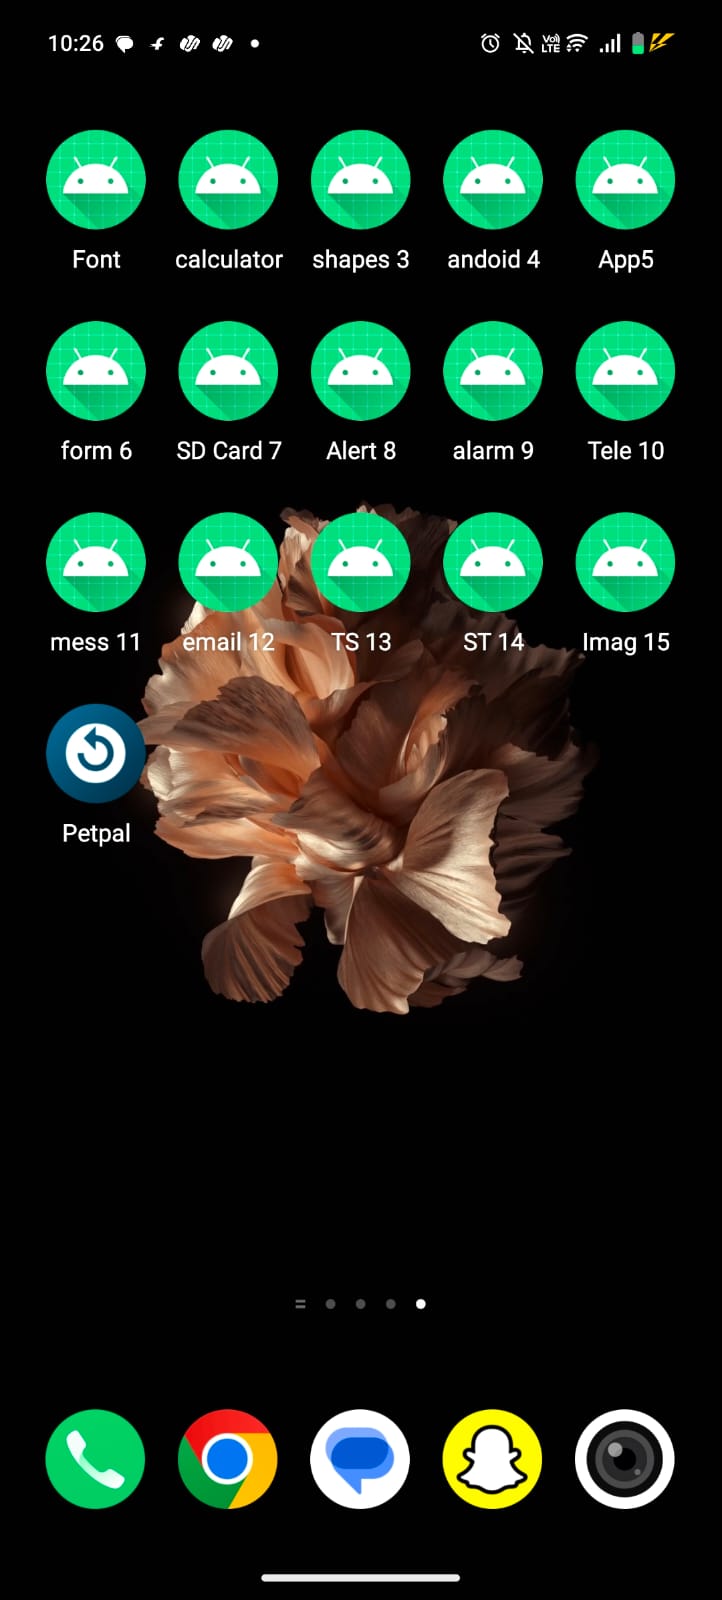 10:26
Vo)) LTE
Font calculator shapes 3 andoid 4 App5
form 6 SD Card 7 Alert 8 alarm 9 Tele 10
mess 11 email 12 TS 13 ST 14 Imag 15
Petpal